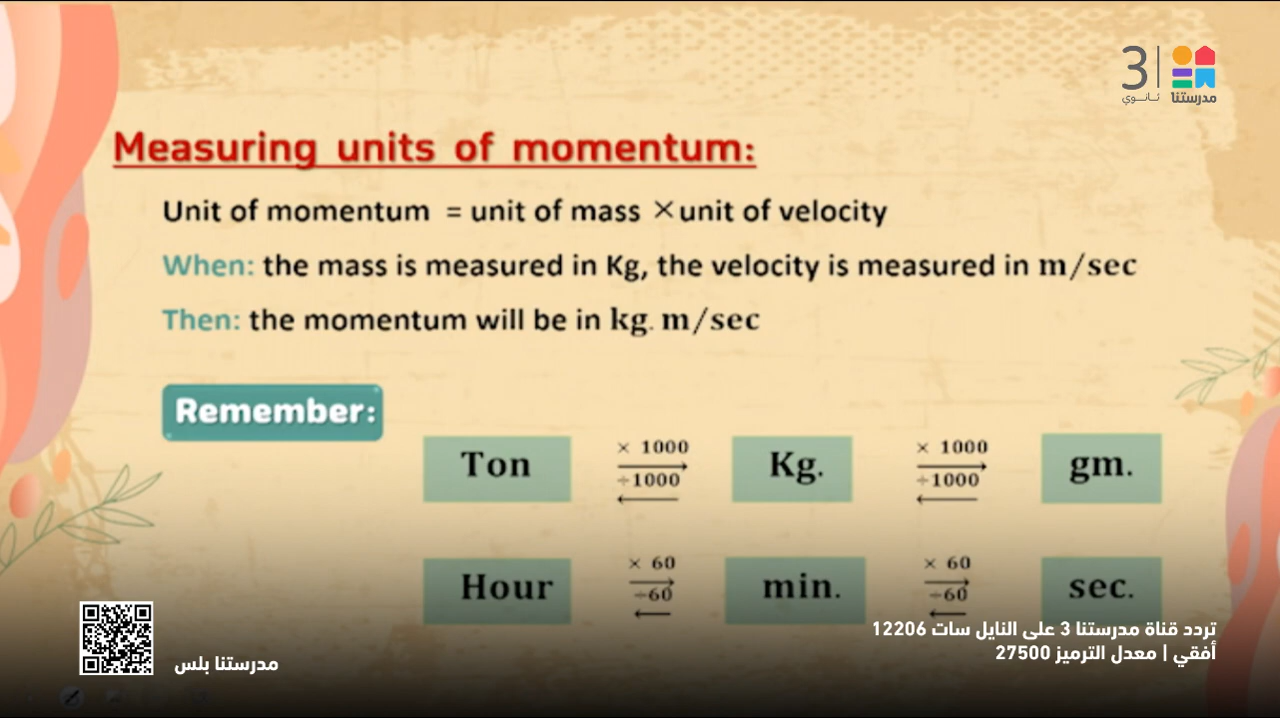 3
ثانوي
مدرستنا
Measuring units of momentum:
Unit of momentum = unit of mass ×unit of velocity
When: the mass is measured in Kg, the velocity is measured in m/sec
Then: the momentum will be in kg. m/sec
Remember:
Ton × 1000 ÷1000 Kg. × 1000 ÷1000 gm.
Hour × 60 ÷60 min. × 60 ÷60 sec.
تردد قناة مدرستنا 3 على النايل سات 12206
أفقي | معدل الترميز 27500
مدرستنا بلس